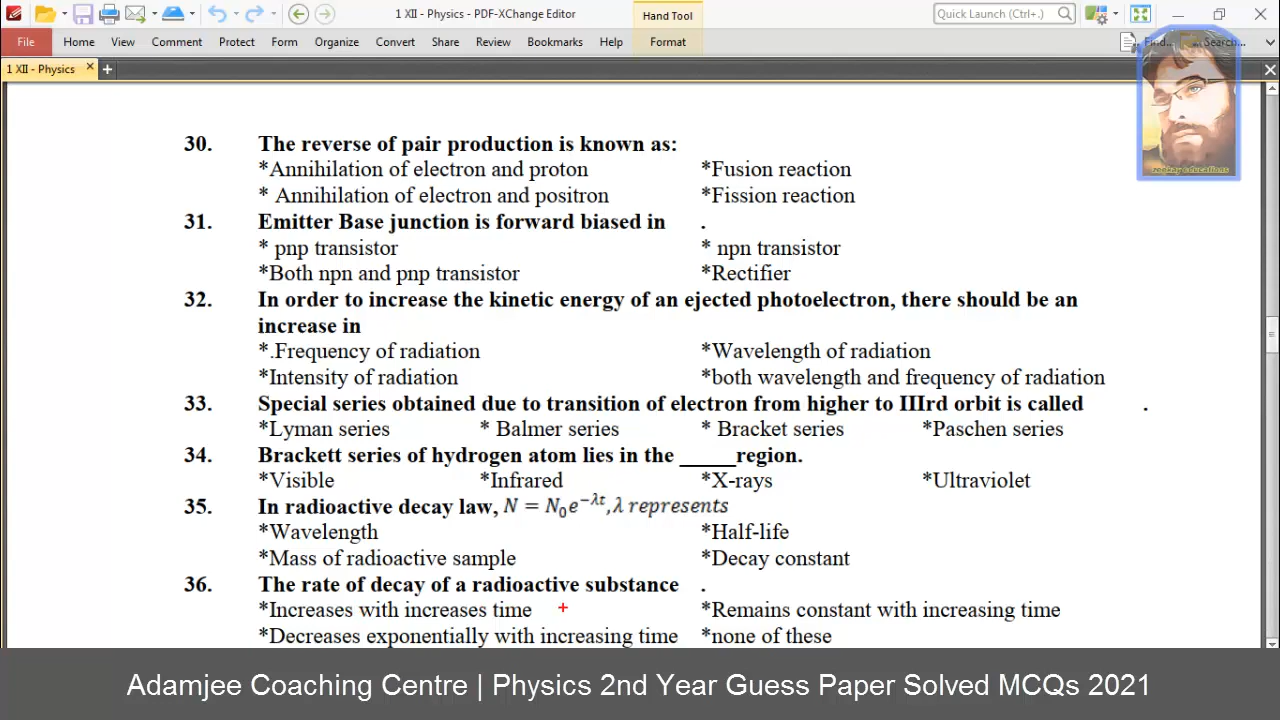 1 XII - Physics - PDF-XChange Editor
Hand Tool
Quick Launch (Ctrl+.)
File Home View Comment Protect Form Organize Convert Share Review Bookmarks Help Format Find... Search...
1 XII - Physics
30. The reverse of pair production is known as:
*Annihilation of electron and proton *Fusion reaction
* Annihilation of electron and positron *Fission reaction
31. Emitter Base junction is forward biased in .
* pnp transistor * npn transistor
*Both npn and pnp transistor *Rectifier
32. In order to increase the kinetic energy of an ejected photoelectron, there should be an
increase in
*.Frequency of radiation *Wavelength of radiation
*Intensity of radiation *both wavelength and frequency of radiation
33. Special series obtained due to transition of electron from higher to IIIrd orbit is called .
*Lyman series * Balmer series * Bracket series *Paschen series
34. Brackett series of hydrogen atom lies in the _____region.
*Visible *Infrared *X-rays *Ultraviolet
35. In radioactive decay law, N = N₀e^{−λt}, λ represents
*Wavelength *Half-life
*Mass of radioactive sample *Decay constant
36. The rate of decay of a radioactive substance .
*Increases with increases time *Remains constant with increasing time
*Decreases exponentially with increasing time *none of these
Adamjee Coaching Centre | Physics 2nd Year Guess Paper Solved MCQs 2021